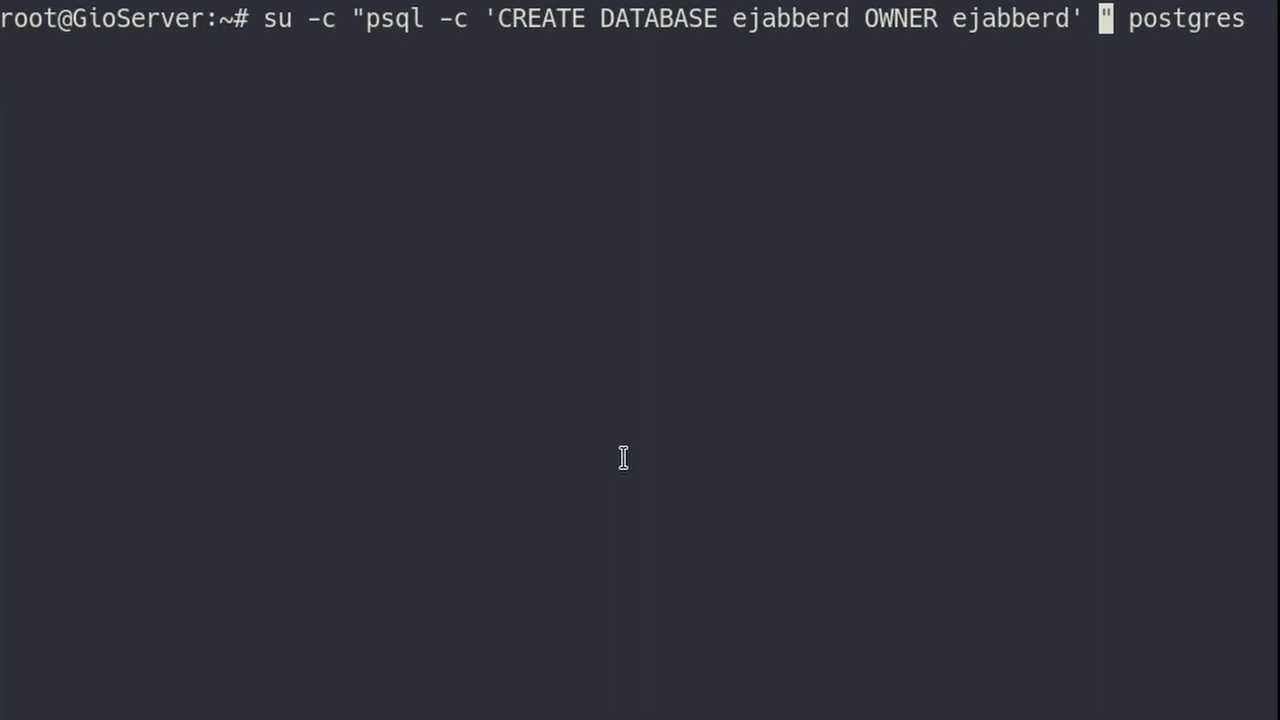 root@GioServer:~# su -c "psql -c 'CREATE DATABASE ejabberd OWNER ejabberd' " postgres